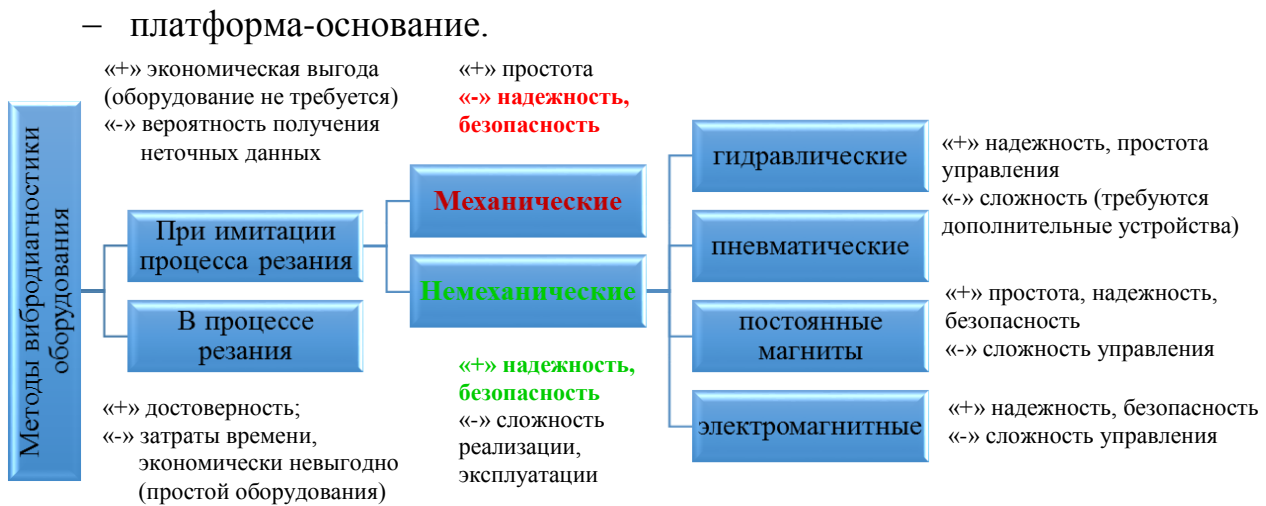 – платформа-основание.
«+» экономическая выгода
(оборудование не требуется)
«-» вероятность получения
неточных данных
«+» простота
«-» надежность,
безопасность
Методы вибродиагностики
оборудования
При имитации
процесса резания
В процессе
резания
«+» достоверность;
«-» затраты времени,
экономически невыгодно
(простой оборудования)
Механические
Немеханические
«+» надежность,
безопасность
«-» сложность
реализации,
эксплуатации
гидравлические
«+» надежность, простота
управления
«-» сложность (требуются
дополнительные устройства)
пневматические
постоянные
магниты
«+» простота, надежность,
безопасность
«-» сложность управления
электромагнитные
«+» надежность, безопасность
«-» сложность управления